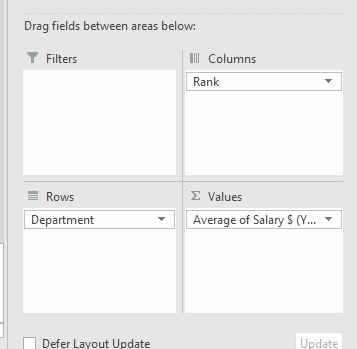 Drag fields between areas below:
Filters
Columns
Rank
Rows
Values
Department
Average of Salary $ (Y...
Defer Layout Update
Update